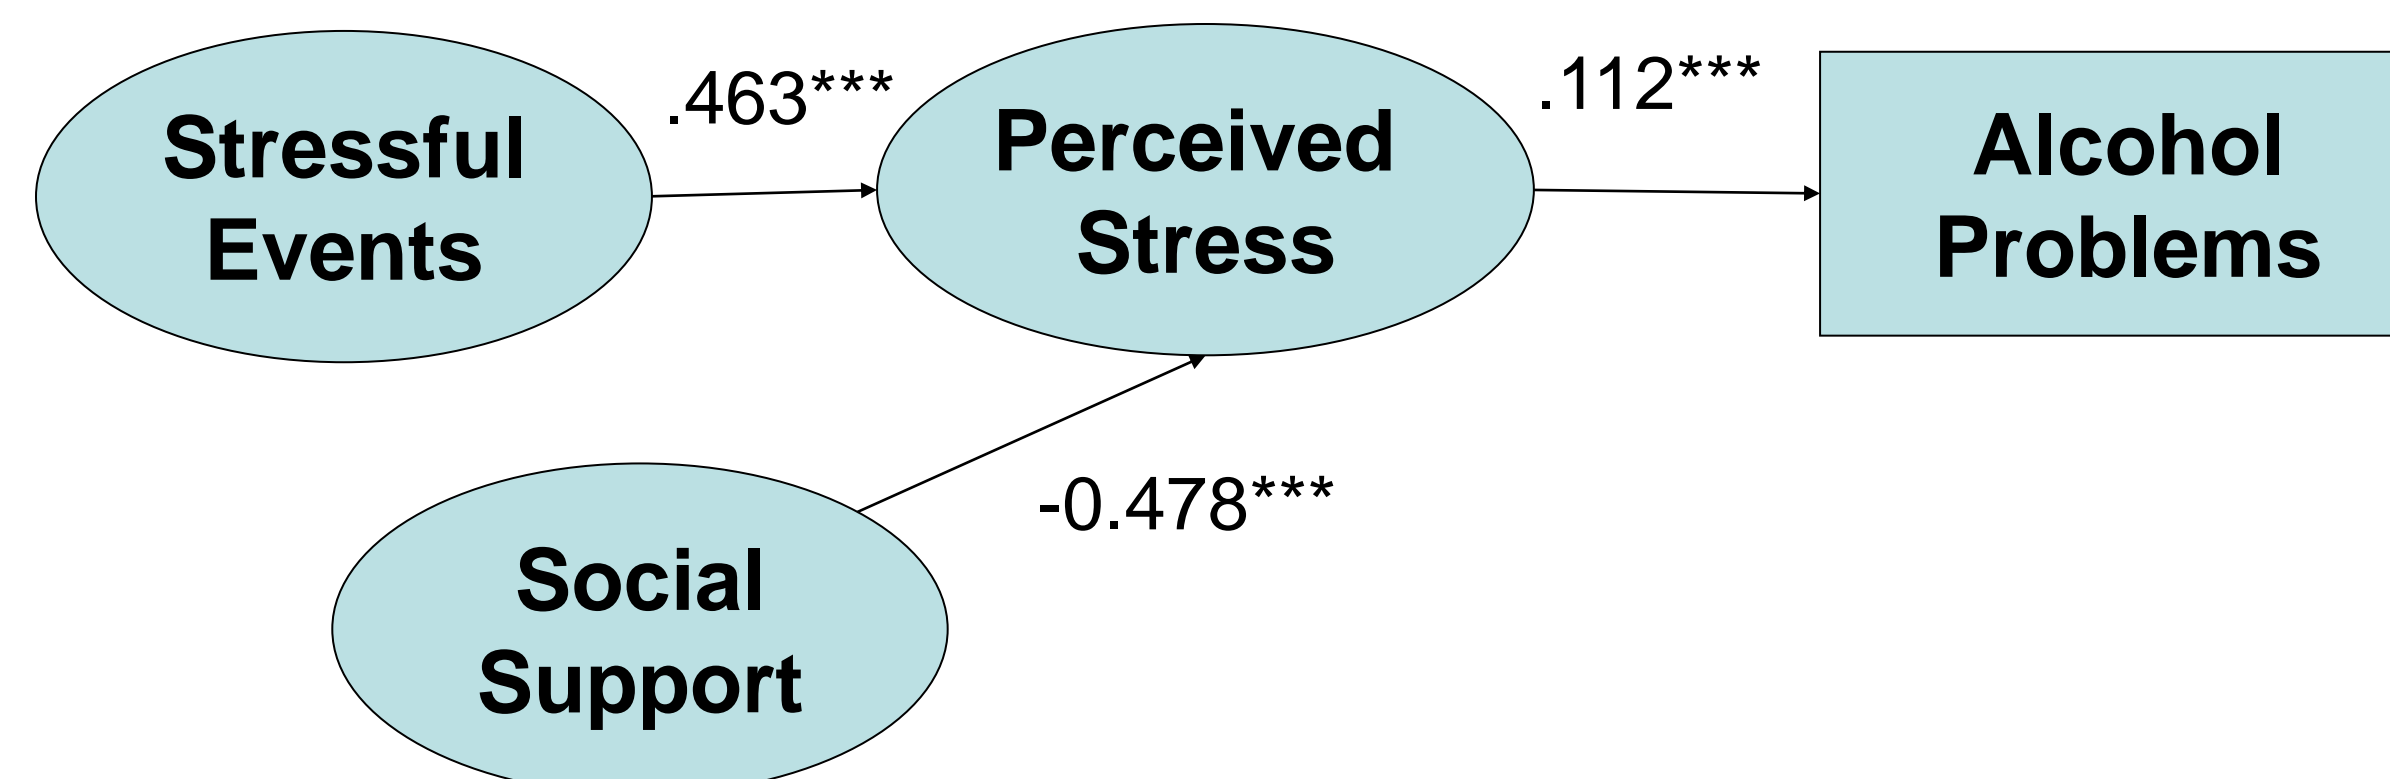 Stressful
Events
.463***
Perceived
Stress
.112***
Alcohol
Problems
-0.478***
Social
Support